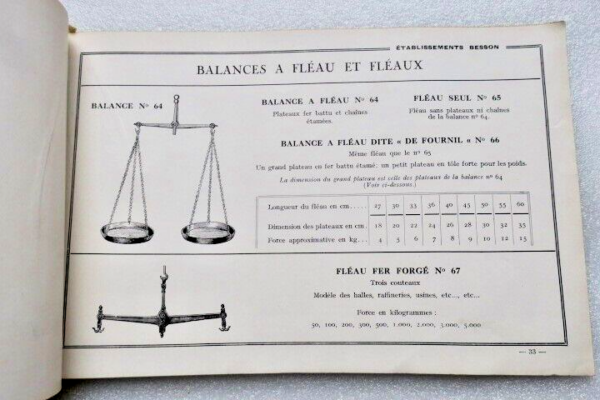 ÉTABLISSEMENTS BESSON
BALANCES A FLÉAU ET FLÉAUX
BALANCE Nº 64
BALANCE A FLÉAU Nº 64
Plateaux fer battu et chaînes
étamées.
FLÉAU SEUL Nº 65
Fléau sans plateaux ni chaînes
de la balance nº 64.
BALANCE A FLÉAU DITE « DE FOURNIL » Nº 66
Même fléau que le nº 65
Un grand plateau en fer battu étamé: un petit plateau en tôle forte pour les poids.
La dimension du grand plateau est celle des plateaux de la balance nº 64
(Voir ci-dessous.)
Longueur du fléau en cm..... 27 30 33 36 40 45 50 55 60
Dimension des plateaux en cm. 18 20 22 24 26 28 30 32 35
Force approximative en kg... 4 5 6 7 8 9 10 12 15
FLÉAU FER FORGÉ Nº 67
Trois couteaux
Modèle des halles, raffineries, usines, etc..., etc...
Force en kilogrammes :
50, 100, 200, 300, 500, 1.000, 2.000, 3.000, 5.000.
— 33 —